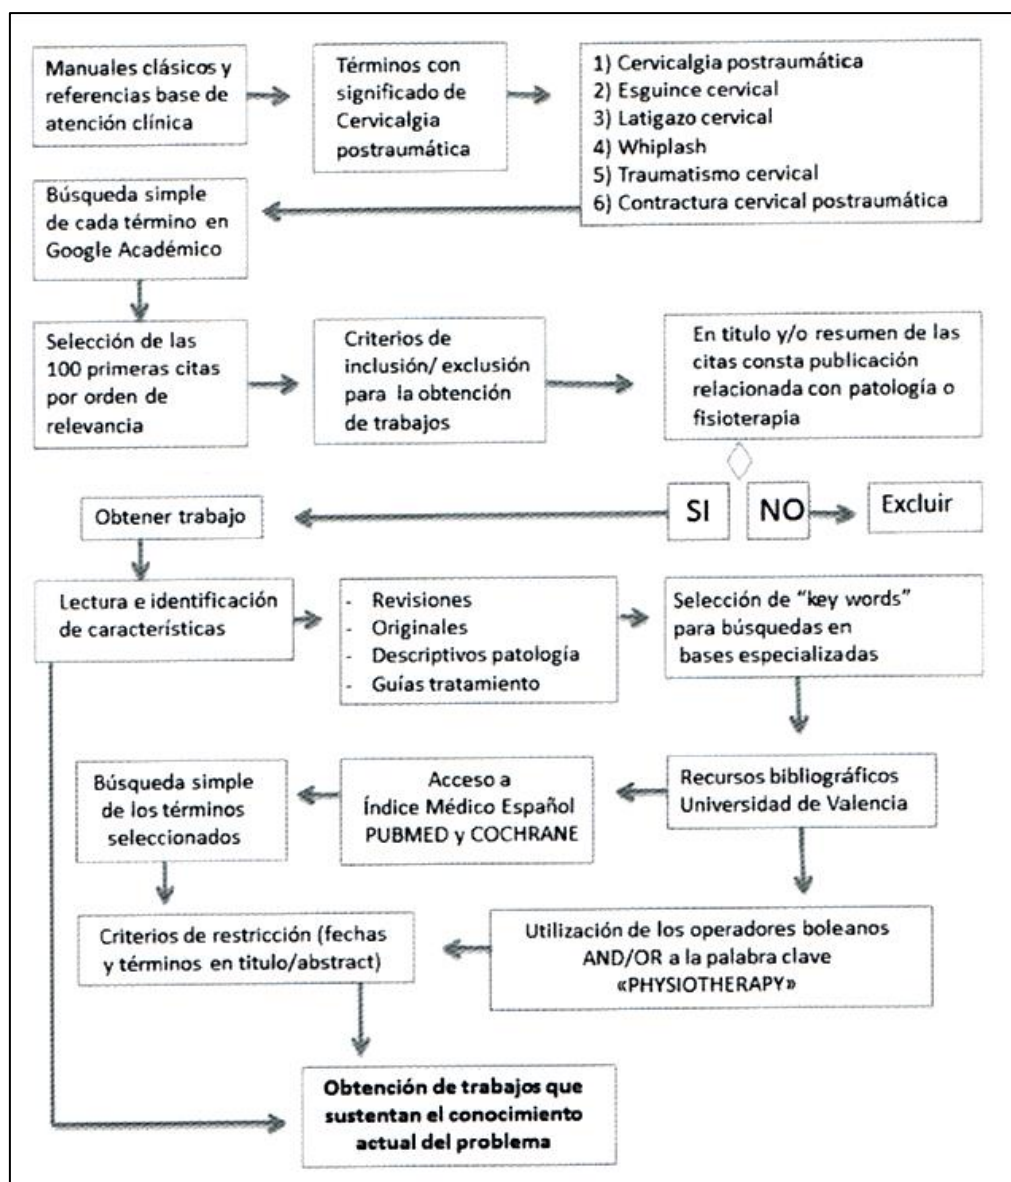 Manuales clásicos y
referencias base de
atención clínica
Términos con
significado de
Cervicalgia
postraumática
1) Cervicalgia postraumática
2) Esguince cervical
3) Latigazo cervical
4) Whiplash
5) Traumatismo cervical
6) Contractura cervical postraumática
Búsqueda simple
de cada término en
Google Académico
Selección de las
100 primeras citas
por orden de
relevancia
Criterios de
inclusión/ exclusión
para la obtención
de trabajos
En titulo y/o resumen de las
citas consta publicación
relacionada con patología o
fisioterapia
SI
NO
Excluir
Obtener trabajo
Lectura e identificación
de características
- Revisiones
- Originales
- Descriptivos patología
- Guías tratamiento
Selección de “key words”
para búsquedas en
bases especializadas
Búsqueda simple
de los términos
seleccionados
Acceso a
Índice Médico Español
PUBMED y COCHRANE
Recursos bibliográficos
Universidad de Valencia
Criterios de restricción (fechas
y términos en titulo/abstract)
Utilización de los operadores boleanos
AND/OR a la palabra clave
«PHYSIOTHERAPY»
Obtención de trabajos que
sustentan el conocimiento
actual del problema